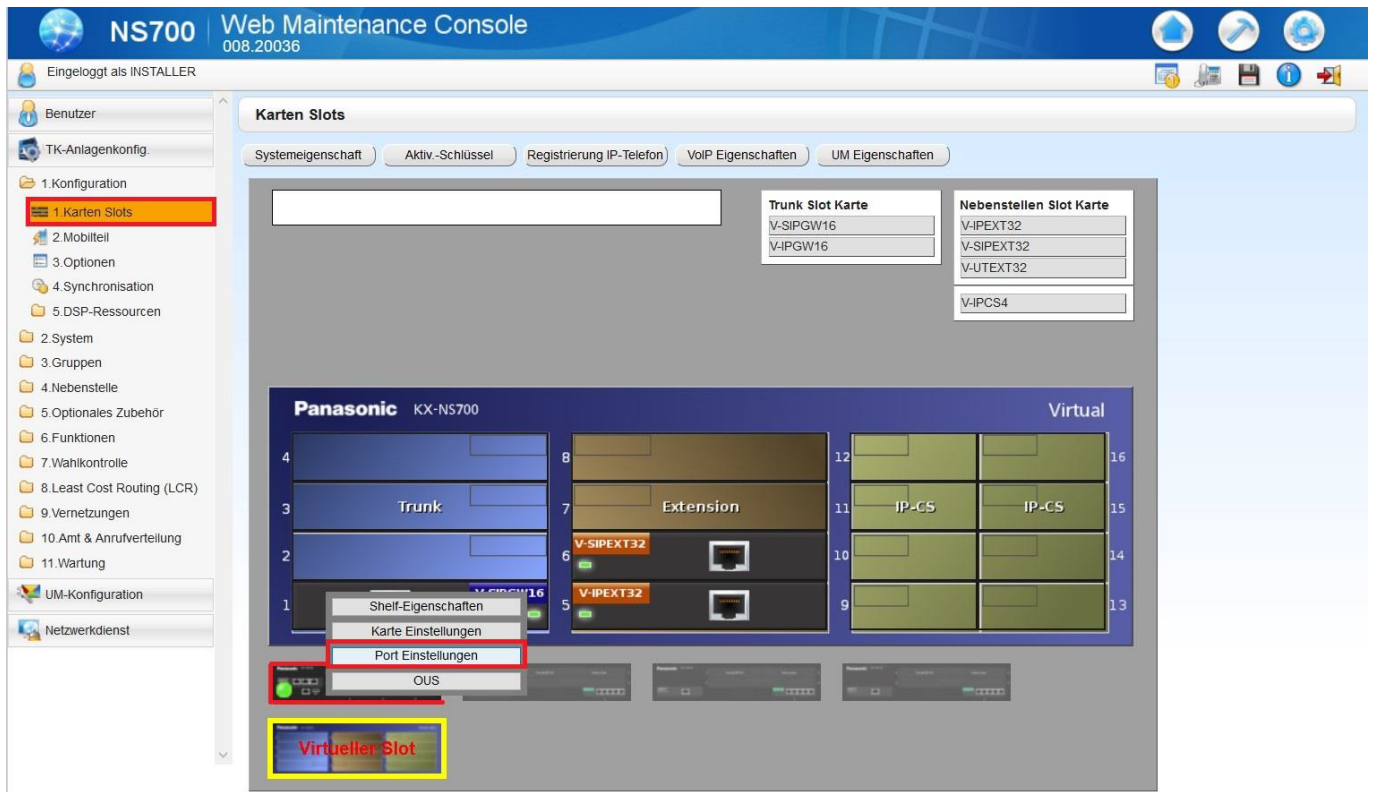 NS700
Web Maintenance Console
008.20036
Eingeloggt als INSTALLER
Benutzer
TK-Anlagenkonfig.
1.Konfiguration
1.Karten Slots
2.Mobilteil
3.Optionen
4.Synchronisation
5.DSP-Ressourcen
2.System
3.Gruppen
4.Nebenstelle
5.Optionales Zubehör
6.Funktionen
7.Wahlkontrolle
8.Least Cost Routing (LCR)
9.Vernetzungen
10.Amt & Anrufverteilung
11.Wartung
UM-Konfiguration
Netzwerkdienst
Karten Slots
Systemeigenschaft
Aktiv.-Schlüssel
Registrierung IP-Telefon
VoIP Eigenschaften
UM Eigenschaften
Trunk Slot Karte
V-SIPGW16
V-IPGW16
Nebenstellen Slot Karte
V-IPEXT32
V-SIPEXT32
V-UTEXT32
V-IPCS4
Panasonic KX-NS700 Virtual
4 8 12 16
3 Trunk 7 Extension 11 IP-CS IP-CS 15
2 6 V-SIPEXT32 10 14
1 V-SIPGW16 5 V-IPEXT32 9 13
Shelf-Eigenschaften
Karte Einstellungen
Port Einstellungen
OUS
Virtueller Slot